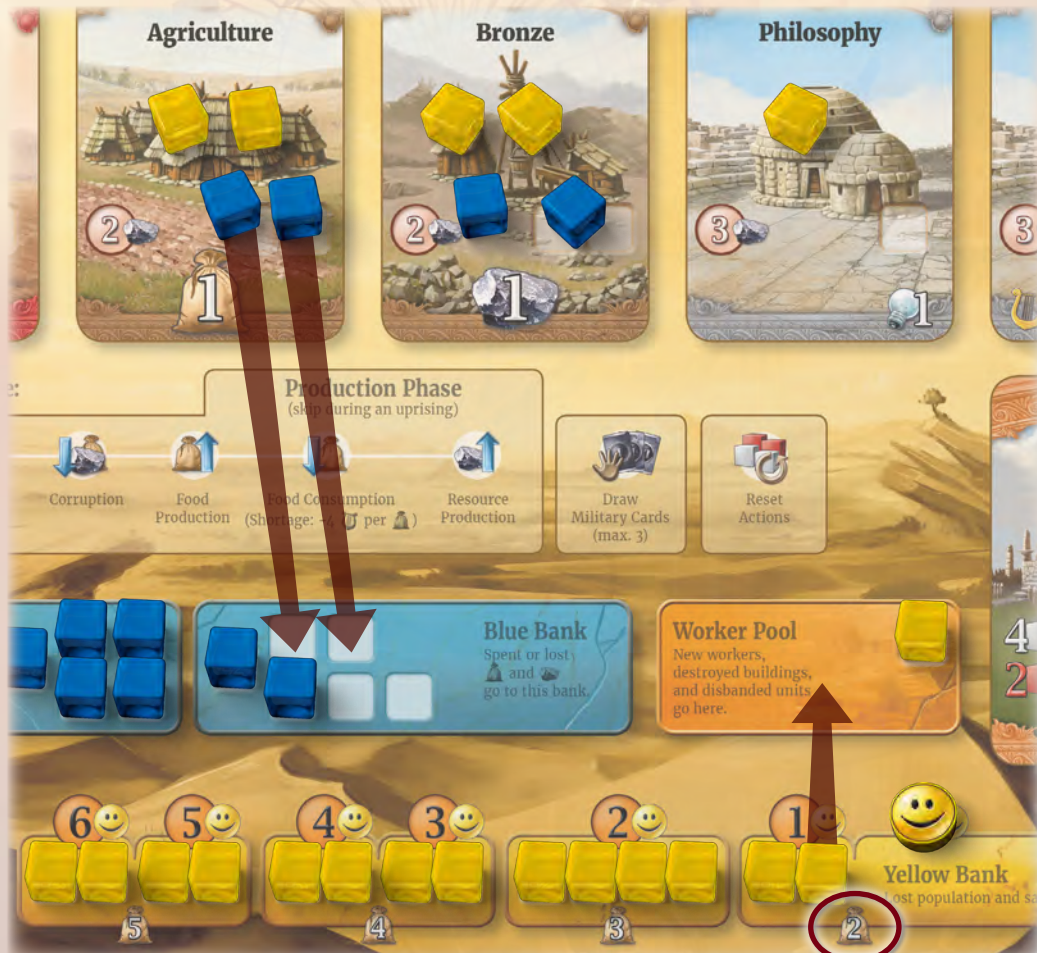 Agriculture
Bronze
Philosophy
2
2
3
3
1
1
1
e:
Production Phase
(skip during an uprising)
Corruption
Food
Production
Food Consumption
(Shortage: -4 per )
Resource
Production
Draw
Military Cards
(max. 3)
Reset
Actions
Blue Bank
Spent or lost
and
go to this bank.
Worker Pool
New workers,
destroyed buildings,
and disbanded units
go here.
4
2
6
5
4
3
2
1
Yellow Bank
Lost population and sa
5
4
3
2